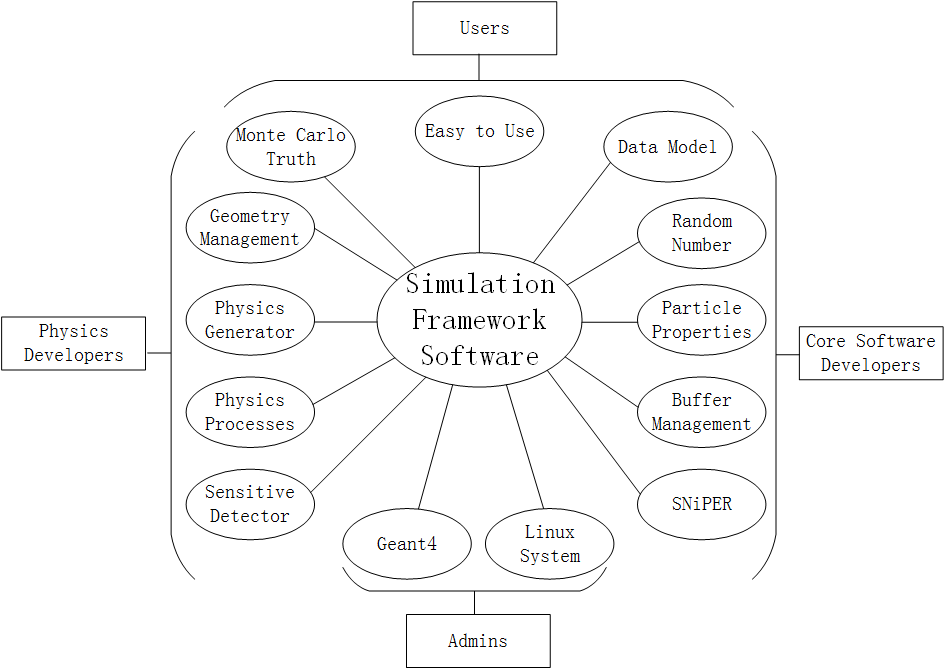 Users
Monte Carlo
Truth
Easy to Use
Data Model
Geometry
Management
Random
Number
Simulation
Framework
Software
Physics
Generator
Particle
Properties
Physics
Developers
Core Software
Developers
Physics
Processes
Buffer
Management
Sensitive
Detector
SNiPER
Geant4
Linux
System
Admins